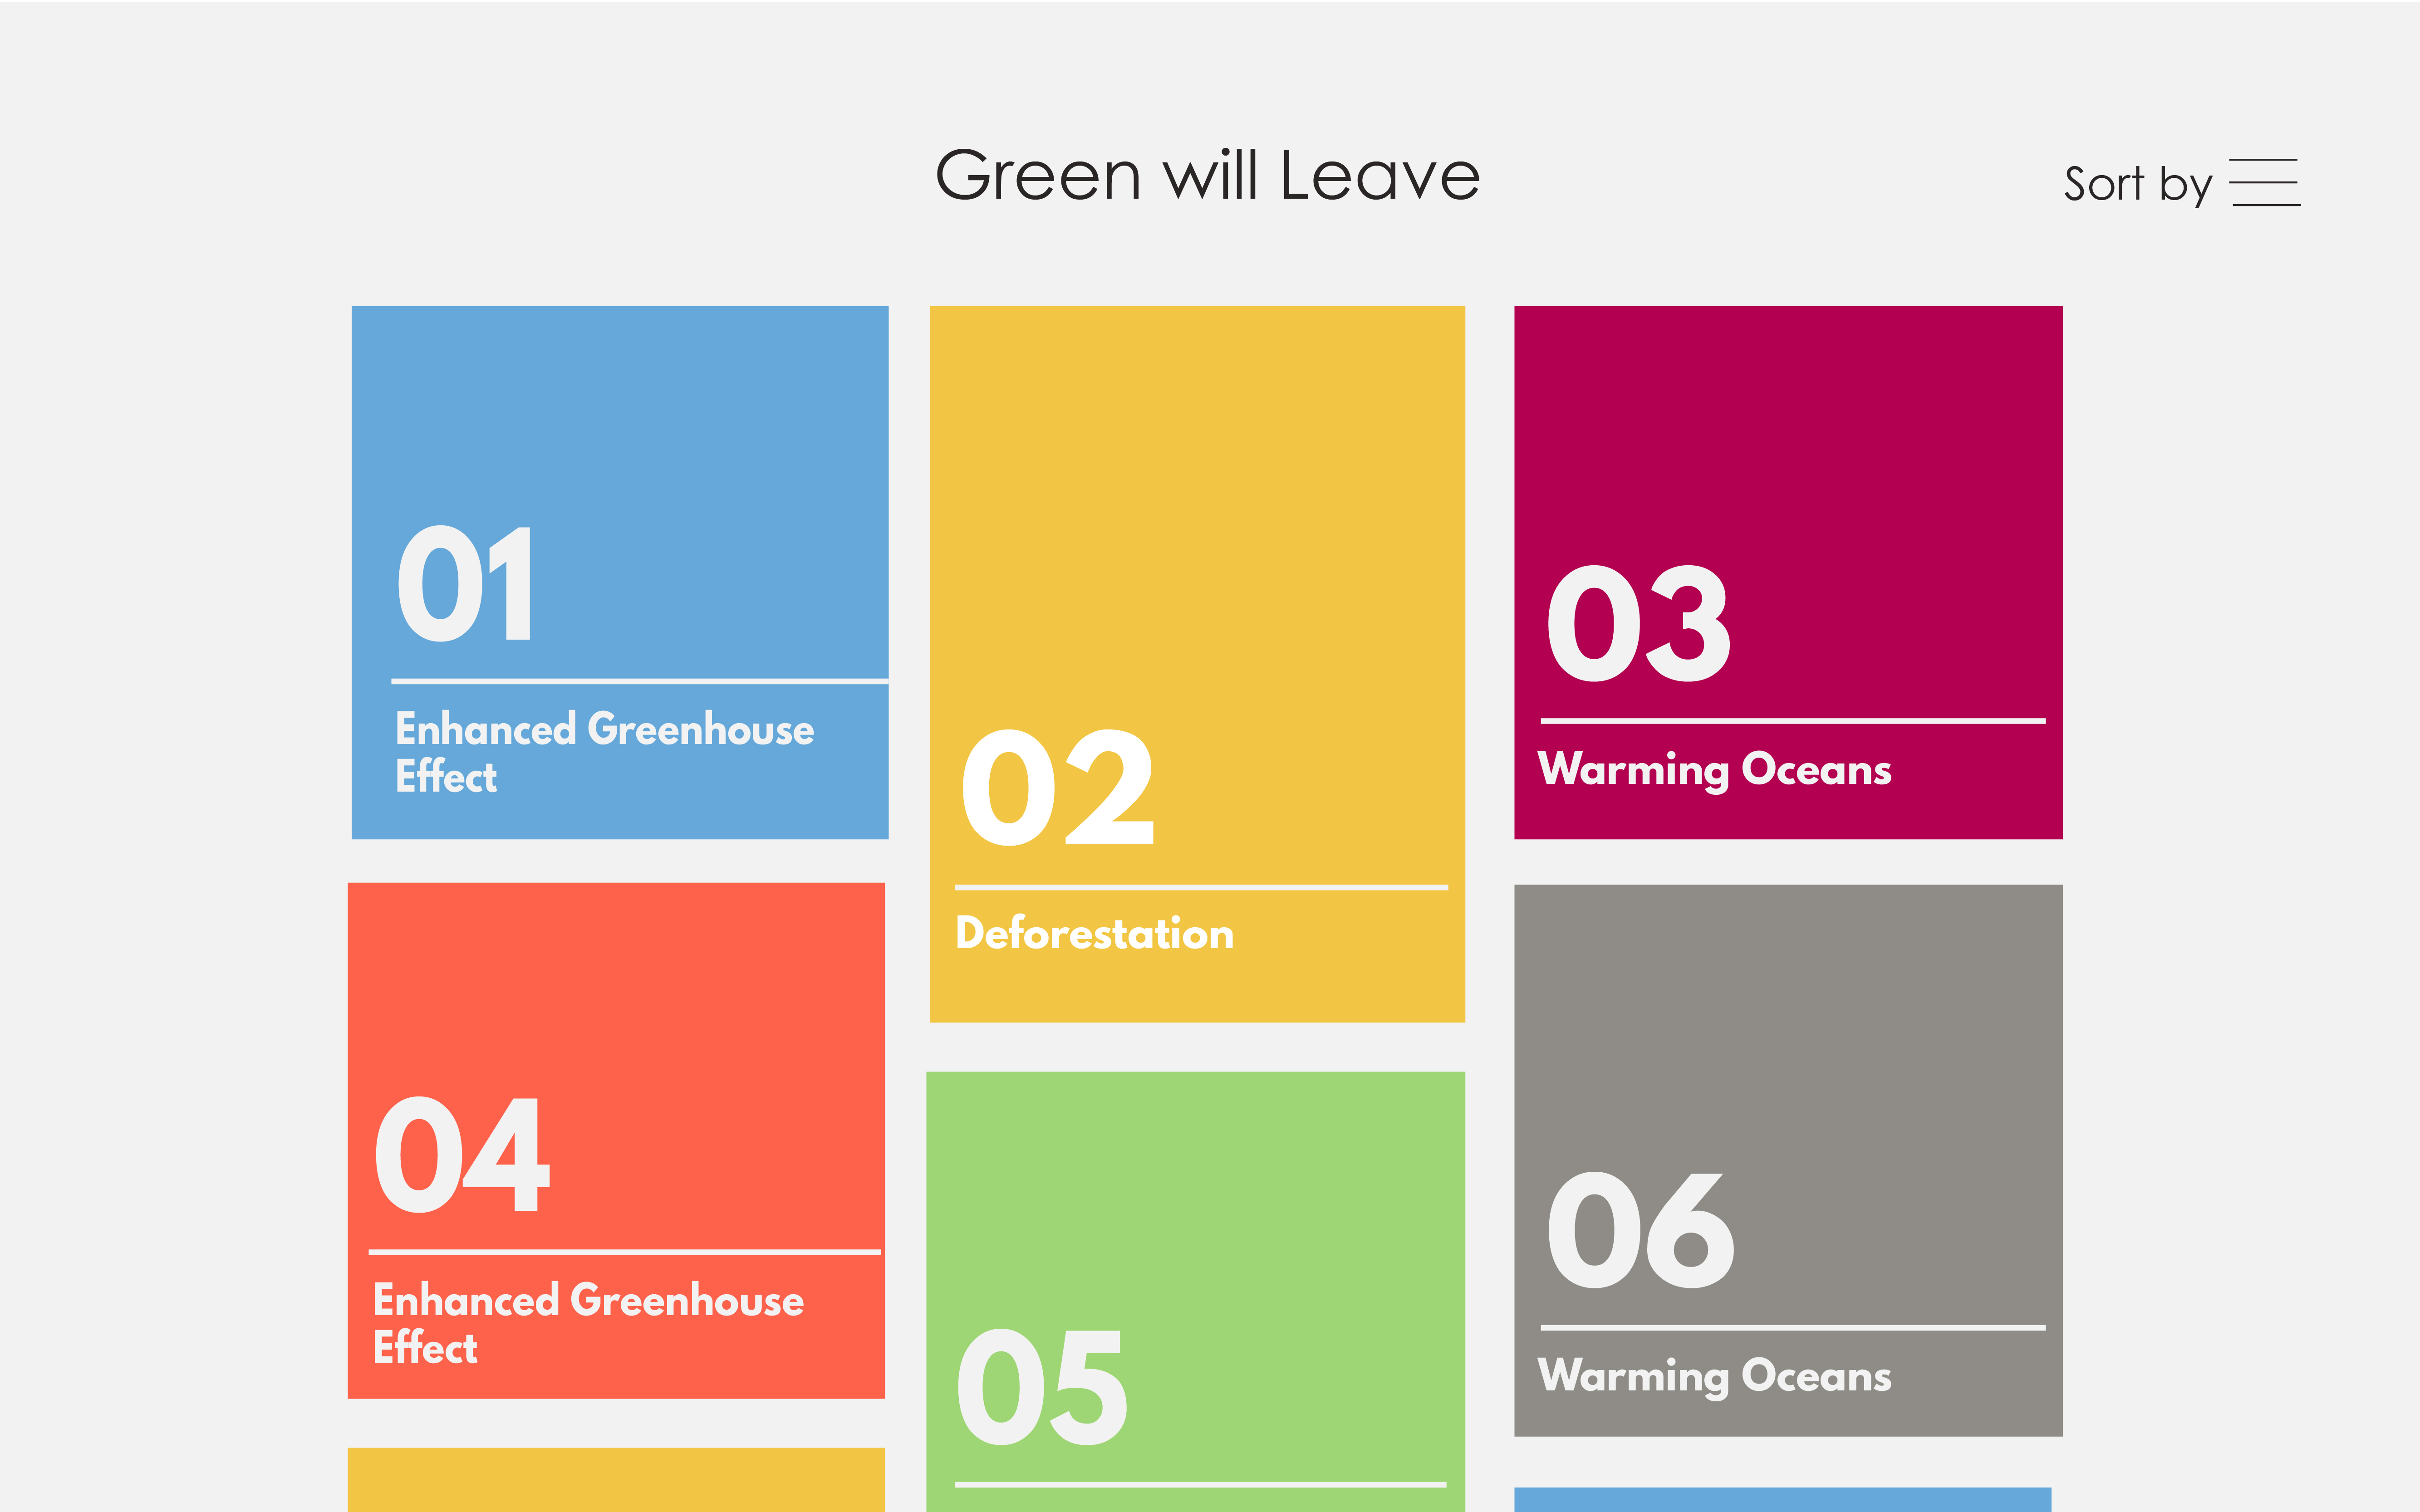 Green will Leave
Sort by
01
Enhanced Greenhouse
Effect
02
Deforestation
03
Warming Oceans
04
Enhanced Greenhouse
Effect
05
06
Warming Oceans